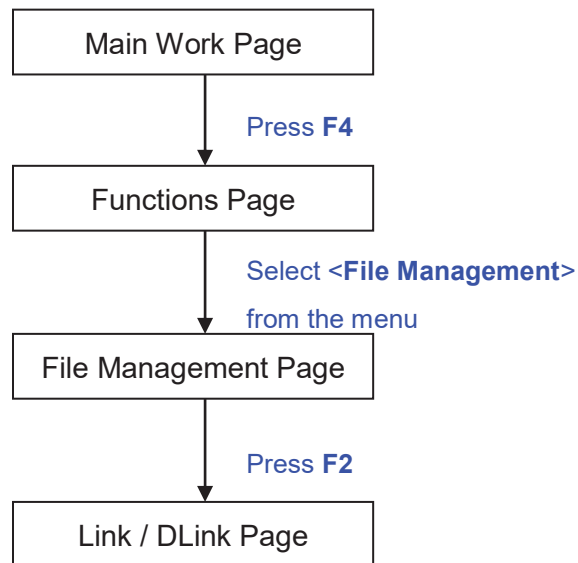 Main Work Page
Press F4
Functions Page
Select <File Management>
from the menu
File Management Page
Press F2
Link / DLink Page